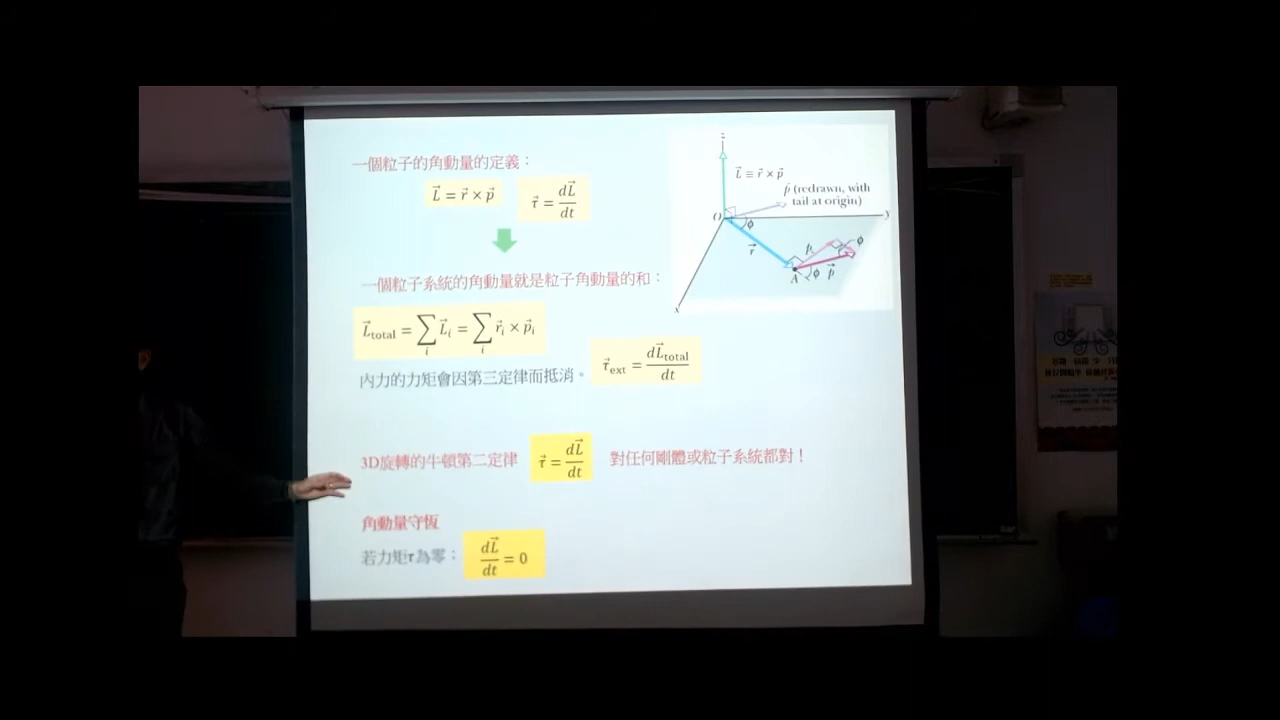 一個粒子的角動量的定義：
L⃗ = r⃗ × p⃗
τ⃗ = dL⃗/dt
一個粒子系統的角動量就是粒子角動量的和：
L⃗total = ∑i L⃗i = ∑i r⃗i × p⃗i
內力的力矩會因第三定律而抵消。
τ⃗ext = dL⃗total/dt
3D旋轉的牛頓第二定律 τ⃗ = dL⃗/dt 對任何剛體或粒子系統都對！
角動量守恆
若力矩τ為零： dL⃗/dt = 0
z
L⃗ ≡ r⃗ × p⃗
p⃗ (redrawn, with
tail at origin)
O
ϕ
y
r⃗
ϕ
A
ϕ
p⃗
x